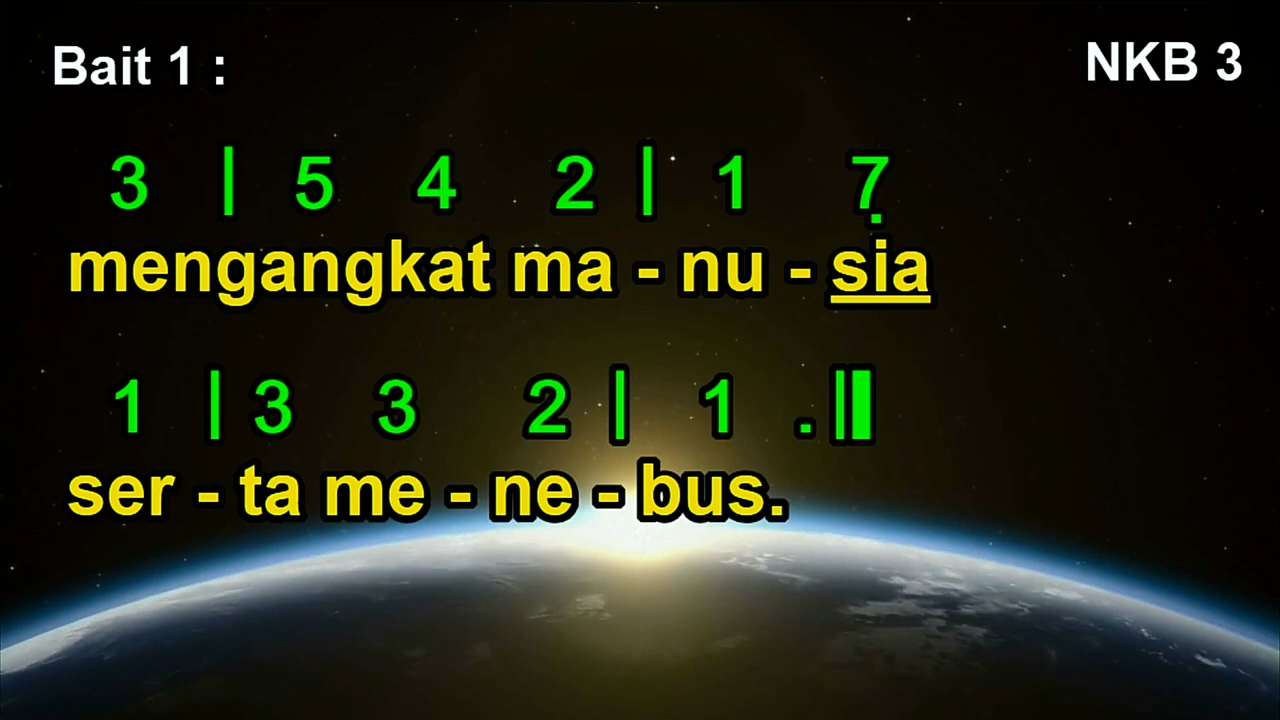 Bait 1 :
NKB 3
3 | 5 4 2 | 1 7̣
mengangkat ma - nu - sia
1 | 3 3 2 | 1 . ||
ser - ta me - ne - bus.